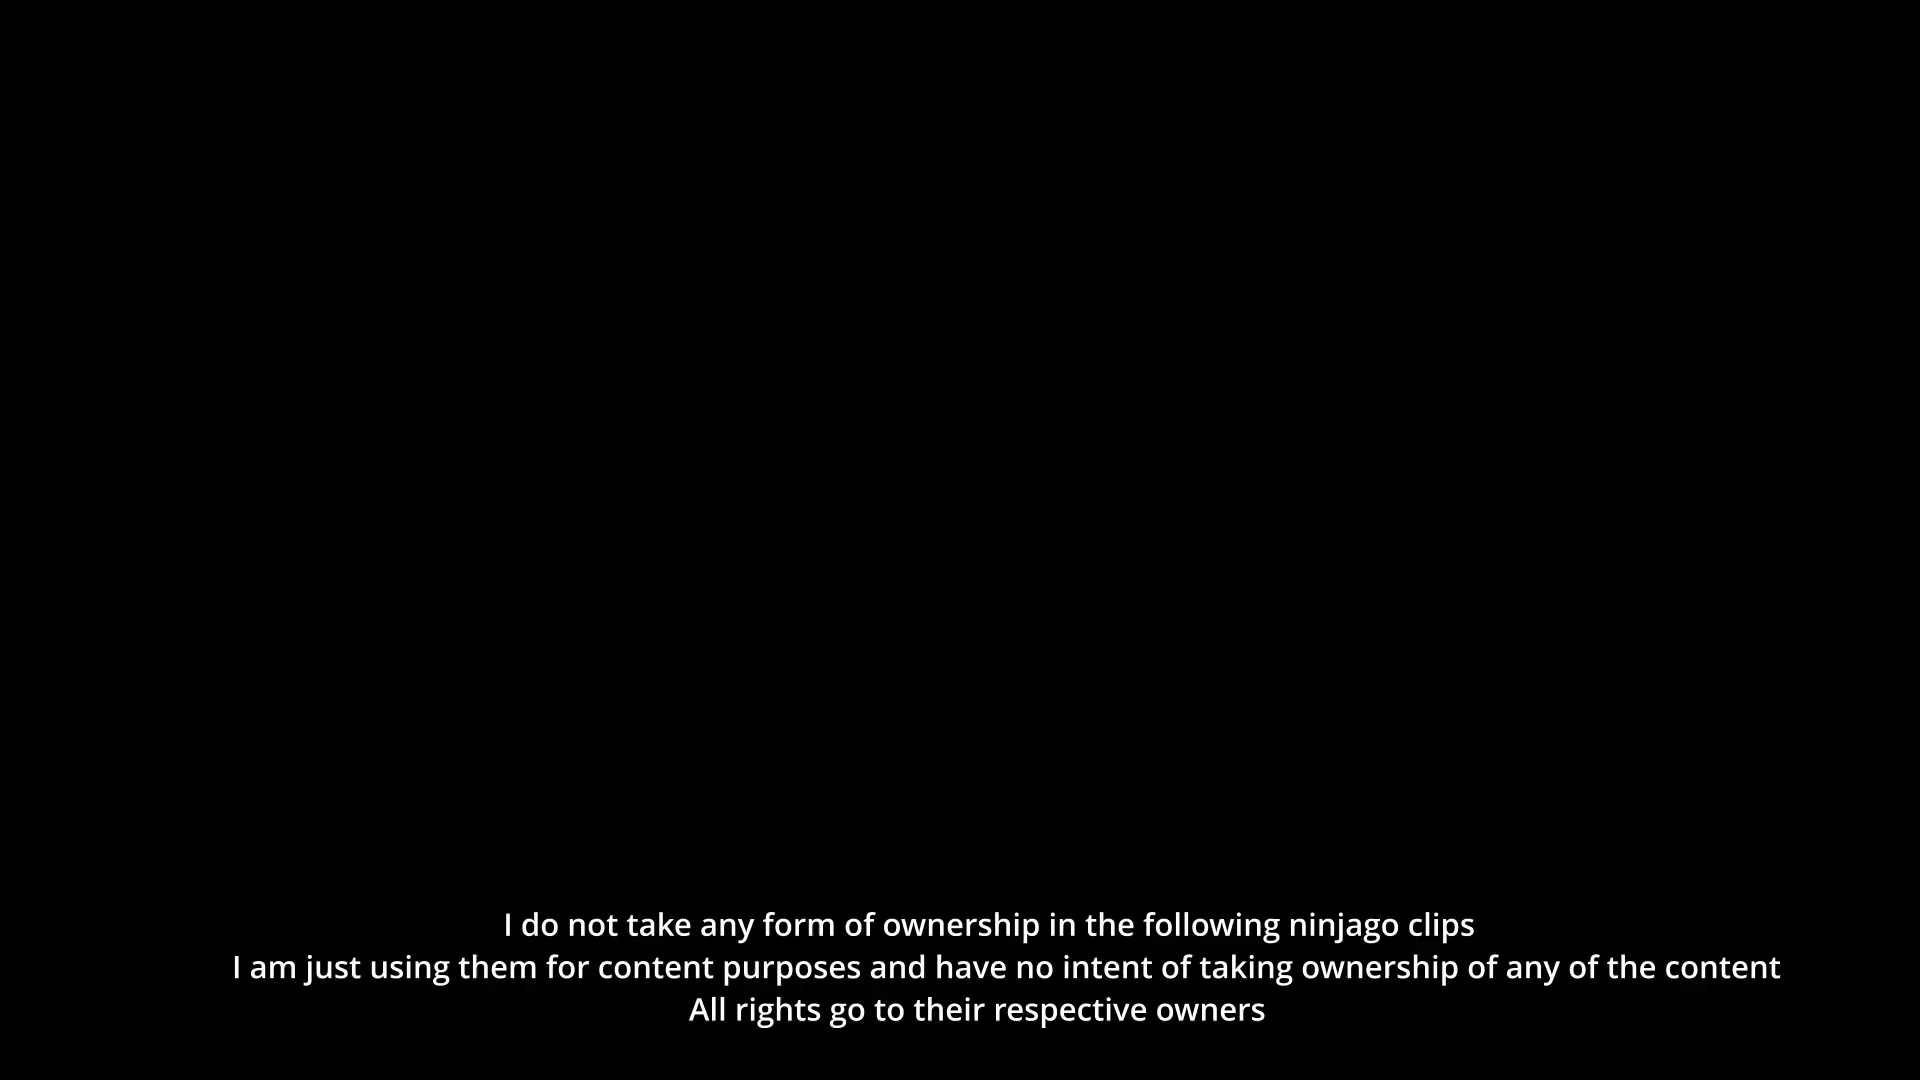 I do not take any form of ownership in the following ninjago clips
I am just using them for content purposes and have no intent of taking ownership of any of the content
All rights go to their respective owners